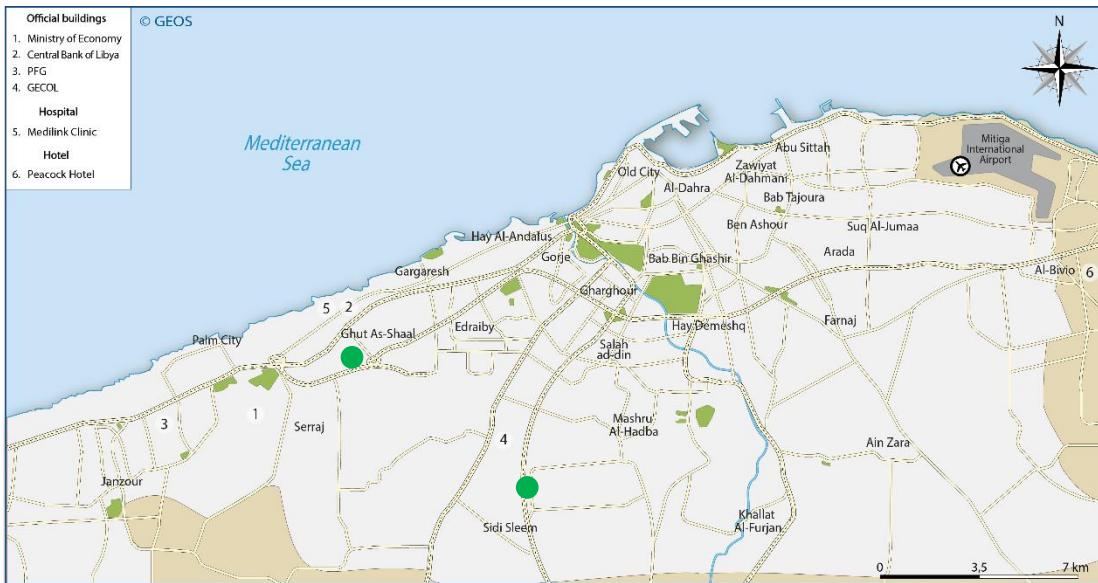 Official buildings
1. Ministry of Economy
2. Central Bank of Libya
3. PFG
4. GECOL
Hospital
5. Medilink Clinic
Hotel
6. Peacock Hotel
© GEOS
N
Mediterranean
Sea
Mitiga
International
Airport
Abu Sittah
Old City
Zawiyat
Al-Dahmani
Al-Dahra
Bab Tajoura
Ben Ashour
Suq Al-Jumaa
Hay Al-Andalus
Gorje
Bab Bin Ghashir
Arada
Gargaresh
Al-Bivio
6
Gharghour
5
2
Ghut As-Shaal
Edraiby
Hay Demeshq
Farnaj
Palm City
Salah
ad-din
1
3
Serraj
4
Mashru'
Al-Hadba
Ain Zara
Janzour
Sidi Sleem
Khallat
Al-Furjan
0
3,5
7 km